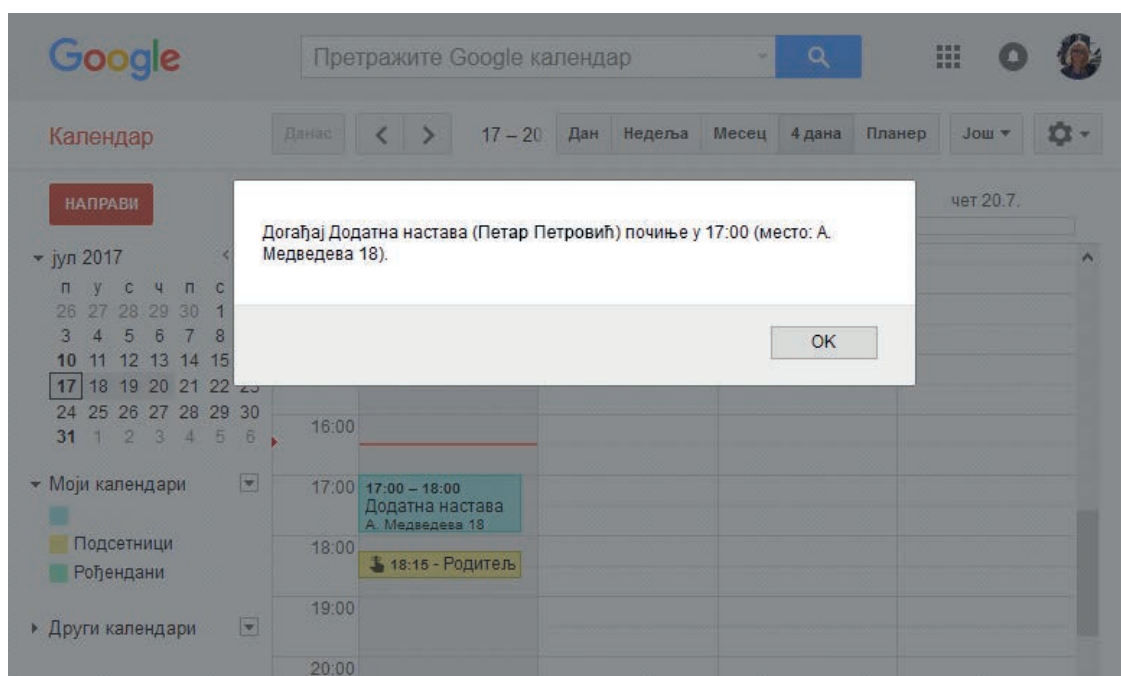 Google
Претражите Google календар
Календар
Данас
17 – 20
Дан
Недеља
Месец
4 дана
Планер
Још
НАПРАВИ
чет 20.7.
Догађај Додатна настава (Петар Петровић) почиње у 17:00 (место: А.
Медведева 18).
OK
јул 2017
п у с ч п с
26 27 28 29 30 1
3 4 5 6 7 8
10 11 12 13 14 15
17 18 19 20 21 22 23
24 25 26 27 28 29 30
31 1 2 3 4 5 6
Моји календари
Подсетници
Рођендани
Други календари
16:00
17:00
17:00 – 18:00
Додатна настава
А. Медведева 18
18:00
18:15 - Родитељ
19:00
20:00